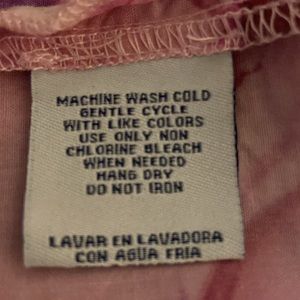 MACHINE WASH COLD
GENTLE CYCLE
WITH LIKE COLORS
USE ONLY NON
CHLORINE BLEACH
WHEN NEEDED
HANG DRY
DO NOT IRON
LAVAR EN LAVADORA
CON AGUA FRIA